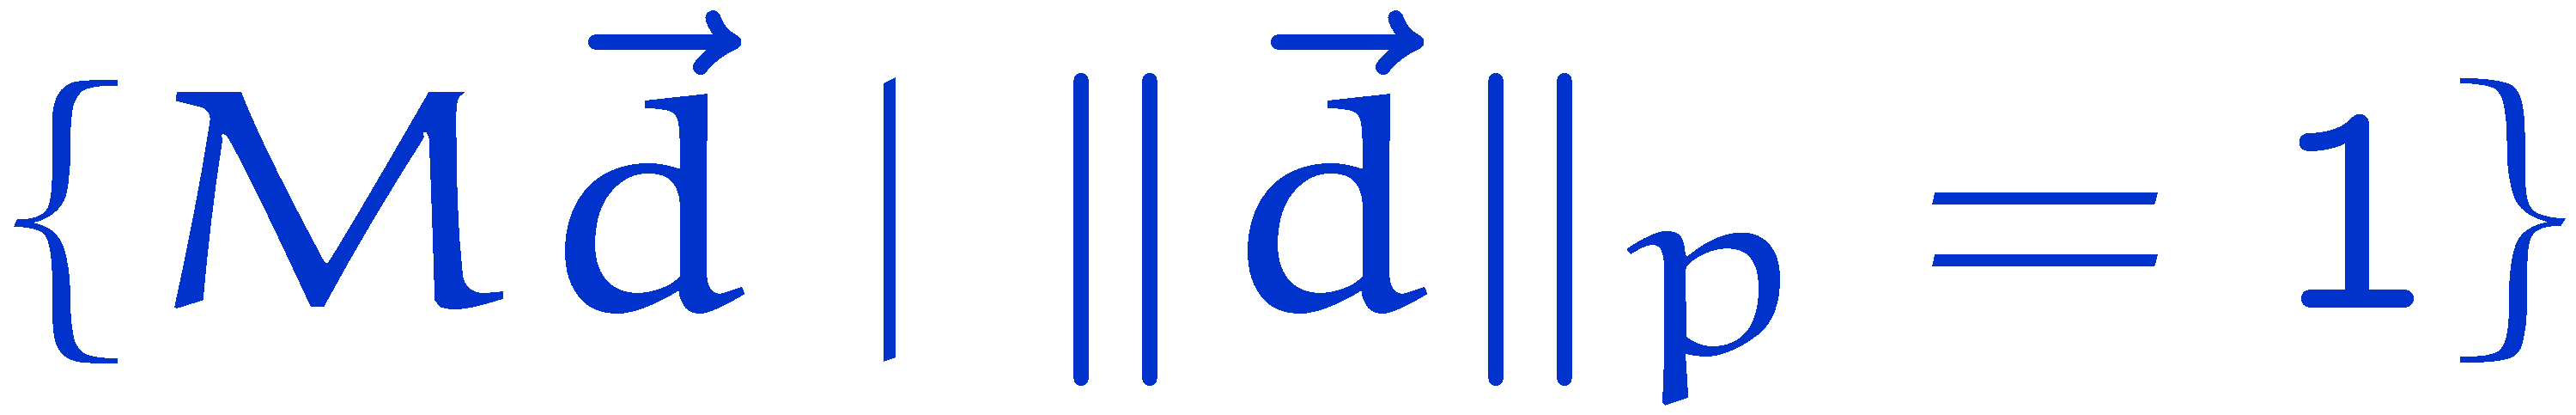 {M d⃗ | ‖d⃗‖ₚ = 1}